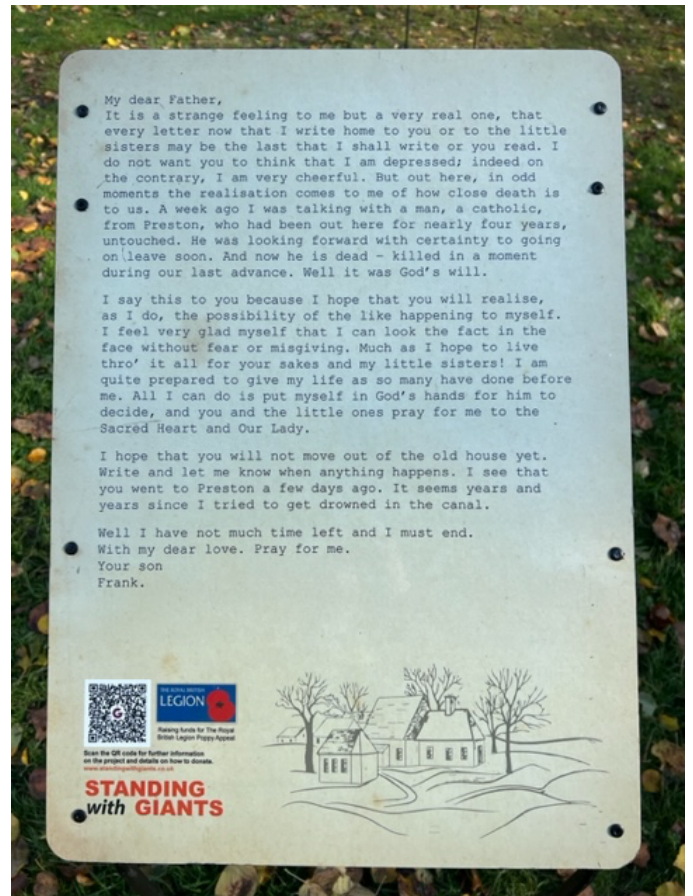 My dear Father,
It is a strange feeling to me but a very real one, that
every letter now that I write home to you or to the little
sisters may be the last that I shall write or you read. I
do not want you to think that I am depressed; indeed on
the contrary, I am very cheerful. But out here, in odd
moments the realisation comes to me of how close death is
to us. A week ago I was talking with a man, a catholic,
from Preston, who had been out here for nearly four years,
untouched. He was looking forward with certainty to going
on leave soon. And now he is dead - killed in a moment
during our last advance. Well it was God's will.
I say this to you because I hope that you will realise,
as I do, the possibility of the like happening to myself.
I feel very glad myself that I can look the fact in the
face without fear or misgiving. Much as I hope to live
thro' it all for your sakes and my little sisters! I am
quite prepared to give my life as so many have done before
me. All I can do is put myself in God's hands for him to
decide, and you and the little ones pray for me to the
Sacred Heart and Our Lady.
I hope that you will not move out of the old house yet.
Write and let me know when anything happens. I see that
you went to Preston a few days ago. It seems years and
years since I tried to get drowned in the canal.
Well I have not much time left and I must end.
With my dear love. Pray for me.
Your son
Frank.
THE ROYAL BRITISH
LEGION
Raising funds for The Royal
British Legion Poppy Appeal
Scan the QR code for further information
on the project and details on how to donate.
www.standingwithgiants.co.uk
STANDING
with GIANTS